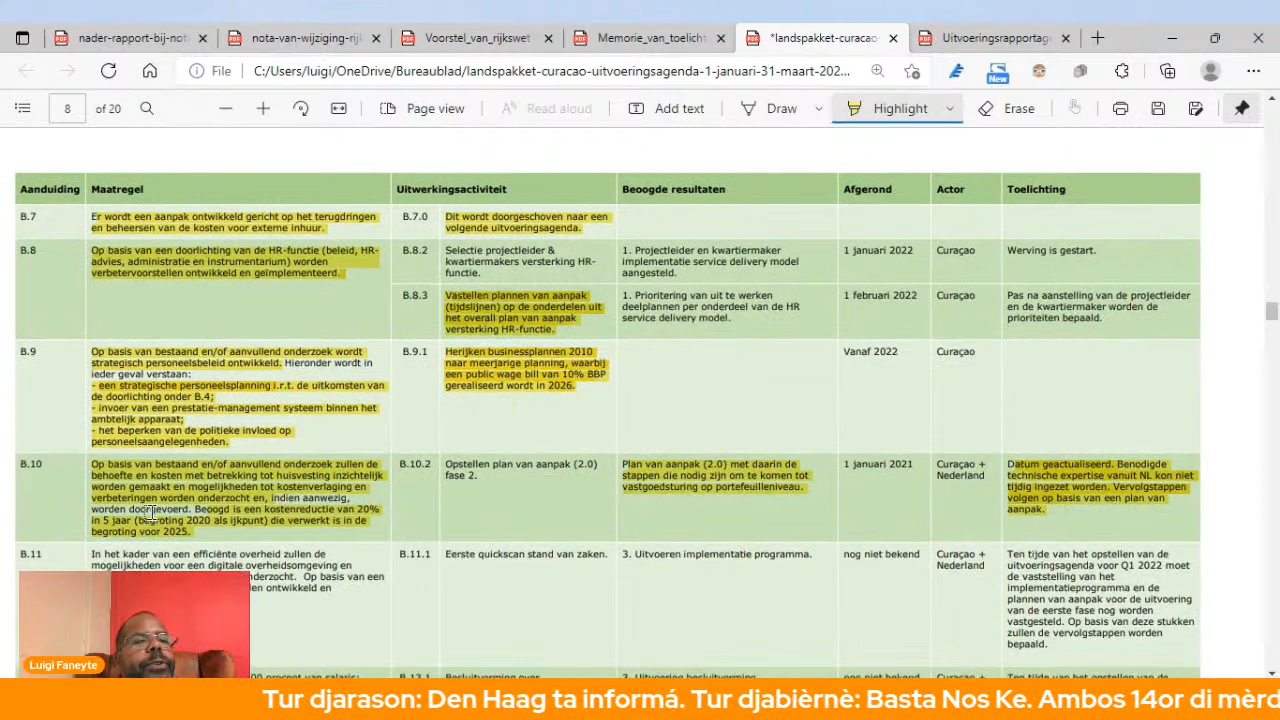 nader-rapport-bij-not
nota-van-wijziging-rijk
Voorstel_van_rijkswet
Memorie_van_toelicht
*landspakket-curacao-
Uitvoeringsrapportag
File
C:/Users/luigi/OneDrive/Bureaublad/landspakket-curacao-uitvoeringsagenda-1-januari-31-maart-202...
New
8 of 20
Page view
Read aloud
Add text
Draw
Highlight
Erase
Aanduiding Maatregel Uitwerkingsactiviteit Beoogde resultaten Afgerond Actor Toelichting
B.7
Er wordt een aanpak ontwikkeld gericht op het terugdringen
en beheersen van de kosten voor externe inhuur.
B.7.0
Dit wordt doorgeschoven naar een
volgende uitvoeringsagenda.
B.8
Op basis van een doorlichting van de HR-functie (beleid, HR-
advies, administratie en instrumentarium) worden
verbetervoorstellen ontwikkeld en geïmplementeerd.
B.8.2
Selectie projectleider &
kwartiermakers versterking HR-
functie.
1. Projectleider en kwartiermaker
implementatie service delivery model
aangesteld.
1 januari 2022
Curaçao
Werving is gestart.
B.8.3
Vastellen plannen van aanpak
(tijdslijnen) op de onderdelen uit
het overall plan van aanpak
versterking HR-functie.
1. Prioritering van uit te werken
deelplannen per onderdeel van de HR
service delivery model.
1 februari 2022
Curaçao
Pas na aanstelling van de projectleider
en de kwartiermaker worden de
prioriteiten bepaald.
B.9
Op basis van bestaand en/of aanvullend onderzoek wordt
strategisch personeelsbeleid ontwikkeld. Hieronder wordt in
ieder geval verstaan:
- een strategische personeelsplanning i.r.t. de uitkomsten van
de doorlichting onder B.4;
- invoer van een prestatie-management systeem binnen het
ambtelijk apparaat;
- het beperken van de politieke invloed op
personeelsaangelegenheden.
B.9.1
Herijken businessplannen 2010
naar meerjarige planning, waarbij
een public wage bill van 10% BBP
gerealiseerd wordt in 2026.
Vanaf 2022
Curaçao
B.10
Op basis van bestaand en/of aanvullend onderzoek zullen de
behoefte en kosten met betrekking tot huisvesting inzichtelijk
worden gemaakt en mogelijkheden tot kostenverlaging en
verbeteringen worden onderzocht en, indien aanwezig,
worden doorgevoerd. Beoogd is een kostenreductie van 20%
in 5 jaar (begroting 2020 als ijkpunt) die verwerkt is in de
begroting voor 2025.
B.10.2
Opstellen plan van aanpak (2.0)
fase 2.
Plan van aanpak (2.0) met daarin de
stappen die nodig zijn om te komen tot
vastgoedsturing op portefeuilleniveau.
1 januari 2021
Curaçao +
Nederland
Datum geactualiseerd. Benodigde
technische expertise vanuit NL kon niet
tijdig ingezet worden. Vervolgstappen
volgen op basis van een plan van
aanpak.
B.11
In het kader van een efficiënte overheid zullen de
mogelijkheden voor een digitale overheidsomgeving en
onderzocht. Op basis van een
ontwikkeld en
B.11.1
Eerste quickscan stand van zaken.
3. Uitvoeren implementatie programma.
nog niet bekend
Curaçao +
Nederland
Ten tijde van het opstellen van de
uitvoeringsagenda voor Q1 2022 moet
de vaststelling van het
implementatieprogramma en de
plannen van aanpak voor de uitvoering
van de eerste fase nog worden
vastgesteld. Op basis van deze stukken
zullen de vervolgstappen worden
bepaald.
Luigi Faneyte
Tur djarason: Den Haag ta informá. Tur djabièrnè: Basta Nos Ke. Ambos 14or di mèrd